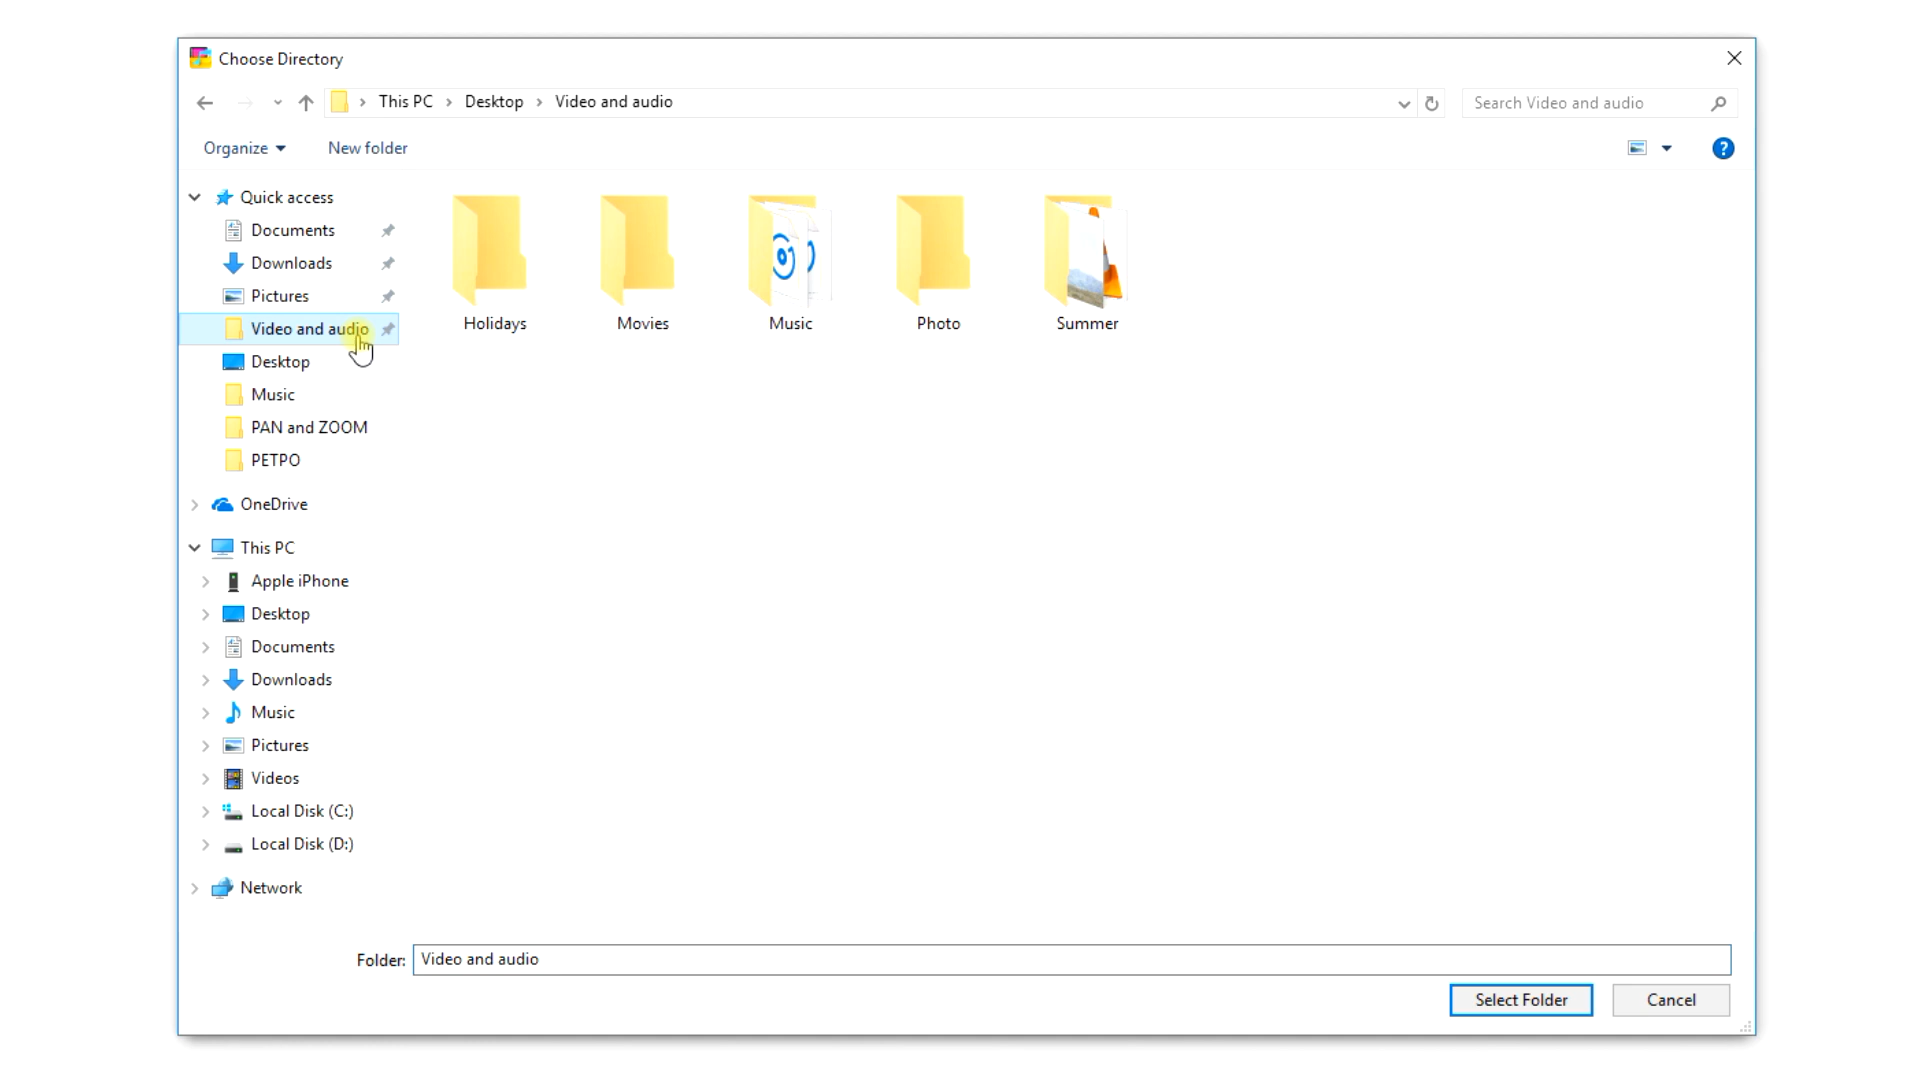 Choose Directory
This PC Desktop Video and audio
Search Video and audio
Organize New folder
?
Quick access
Documents
Downloads
Pictures
Video and audio
Desktop
Music
PAN and ZOOM
PETPO
OneDrive
This PC
Apple iPhone
Desktop
Documents
Downloads
Music
Pictures
Videos
Local Disk (C:)
Local Disk (D:)
Network
Holidays Movies Music Photo Summer
Folder: Video and audio
Select Folder Cancel